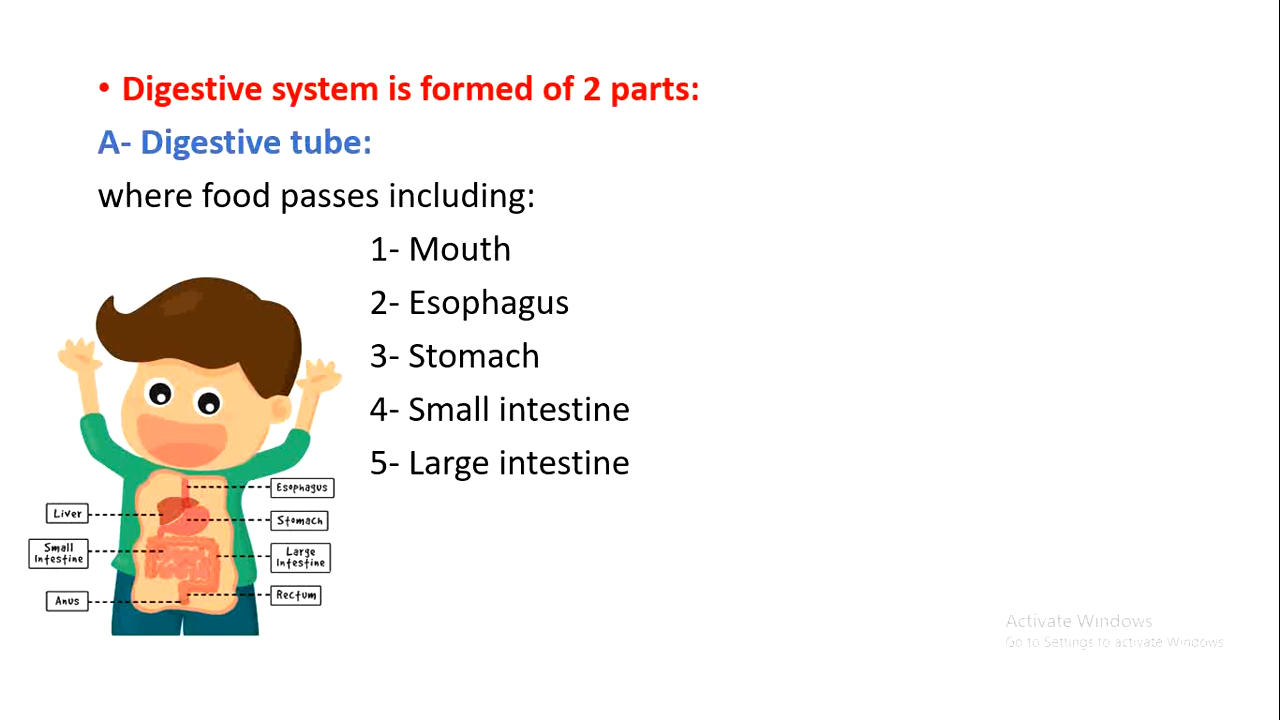 • Digestive system is formed of 2 parts:
A- Digestive tube:
where food passes including:
1- Mouth
2- Esophagus
3- Stomach
4- Small intestine
5- Large intestine
Esophagus
Liver
Stomach
Small
Intestine
Large
Intestine
Rectum
Anus
Activate Windows
Go to Settings to activate Windows